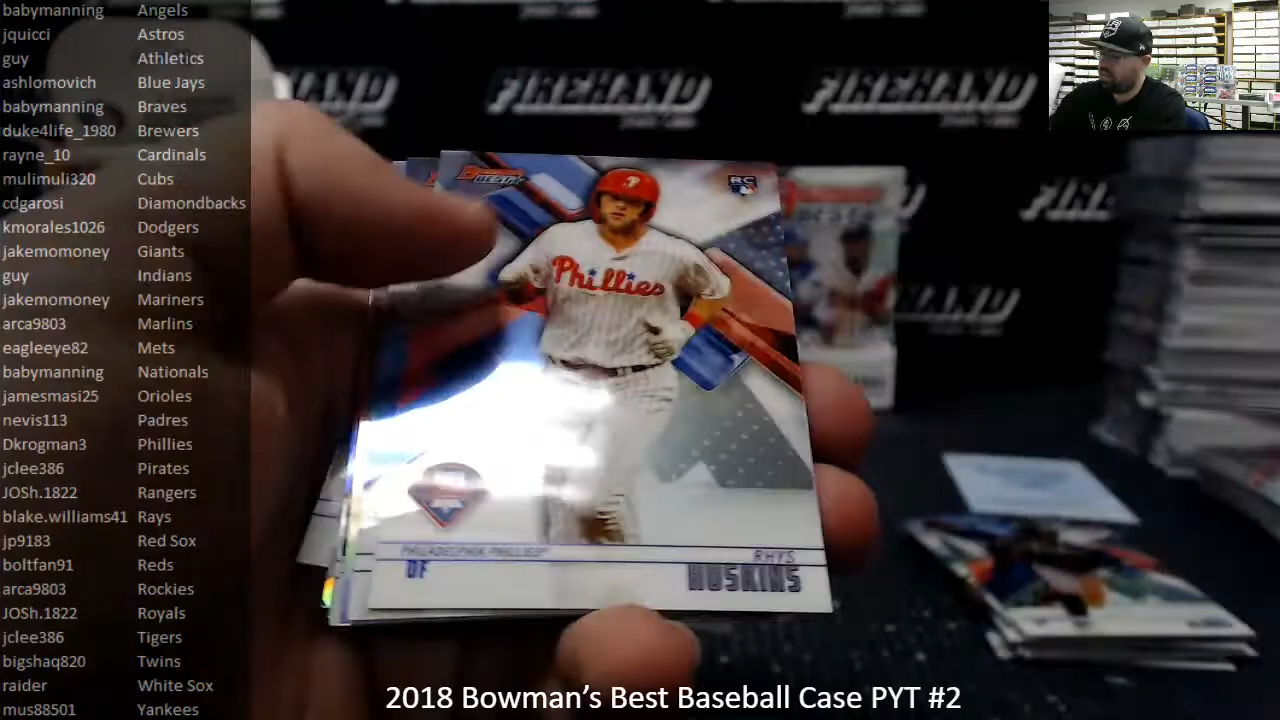 babymanning Angels
jquicci Astros
guy Athletics
ashlomovich Blue Jays
babymanning Braves
duke4life_1980 Brewers
rayne_10 Cardinals
mulimuli320 Cubs
cdgarosi Diamondbacks
kmorales1026 Dodgers
jakemomoney Giants
guy Indians
jakemomoney Mariners
arca9803 Marlins
eagleeye82 Mets
babymanning Nationals
jamesmasi25 Orioles
nevis113 Padres
Dkrogman3 Phillies
jclee386 Pirates
JOSh.1822 Rangers
blake.williams41 Rays
jp9183 Red Sox
boltfan91 Reds
arca9803 Rockies
JOSh.1822 Royals
jclee386 Tigers
bigshaq820 Twins
raider White Sox
mus88501 Yankees
FIREHAND
FIREHAND
RC
Phillies
PHILADELPHIA PHILLIES
OF
RHYS
HOSKINS
2018 Bowman's Best Baseball Case PYT #2